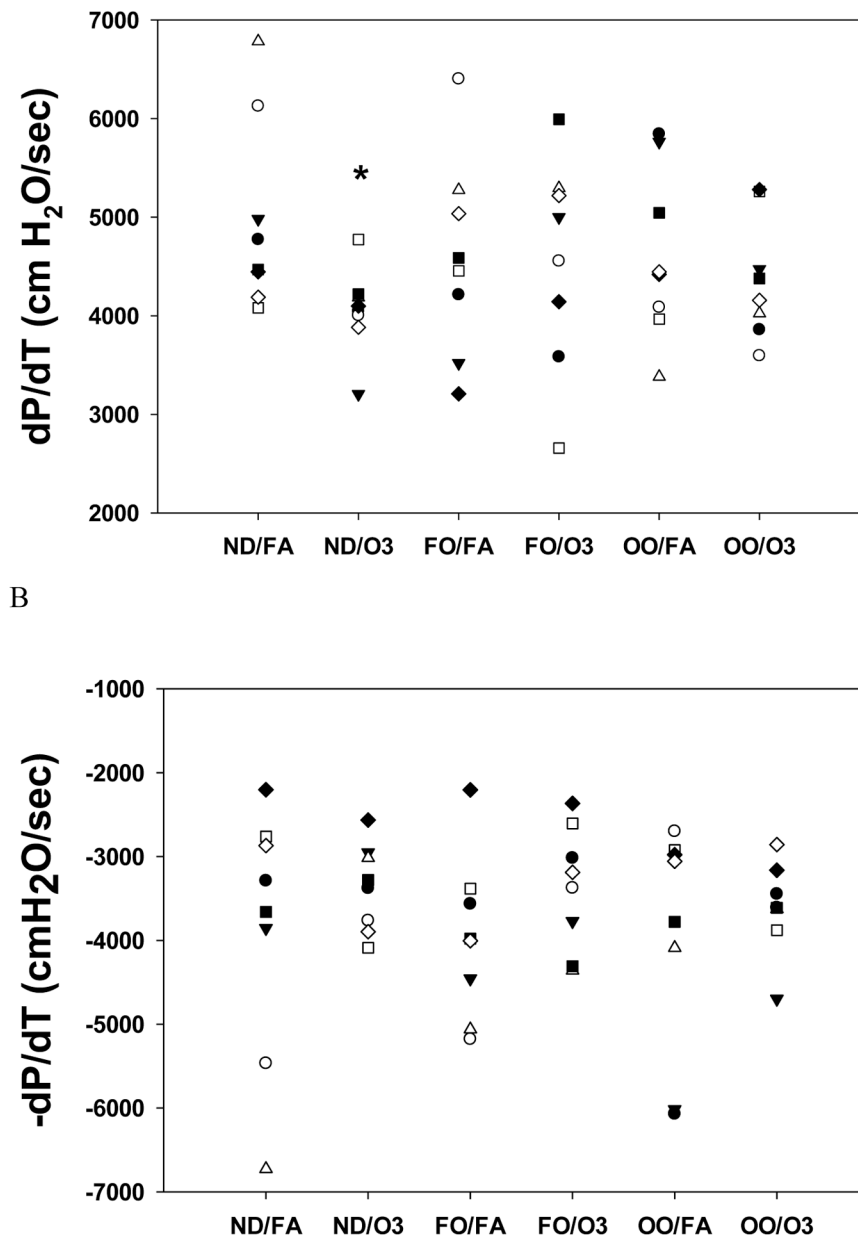 7000
6000
5000
4000
3000
2000
dP/dT (cm H₂O/sec)
*
ND/FA ND/O3 FO/FA FO/O3 OO/FA OO/O3
B
-1000
-2000
-3000
-4000
-5000
-6000
-7000
-dP/dT (cmH2O/sec)
ND/FA ND/O3 FO/FA FO/O3 OO/FA OO/O3